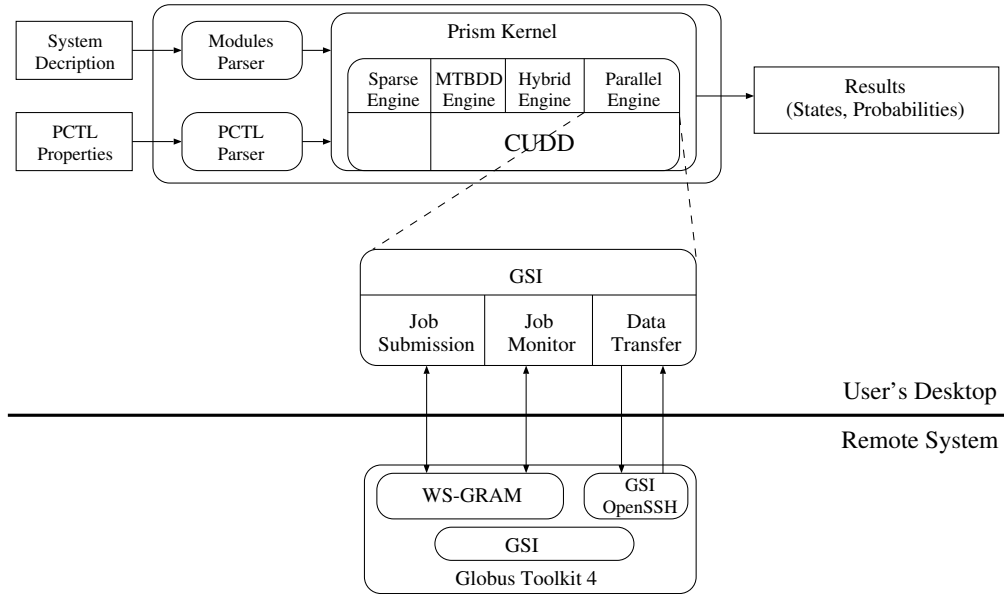 System
Decription
Modules
Parser
Prism Kernel
Sparse
Engine
MTBDD
Engine
Hybrid
Engine
Parallel
Engine
Results
(States, Probabilities)
PCTL
Properties
PCTL
Parser
CUDD
GSI
Job
Submission
Job
Monitor
Data
Transfer
User's Desktop
Remote System
WS-GRAM
GSI
OpenSSH
GSI
Globus Toolkit 4